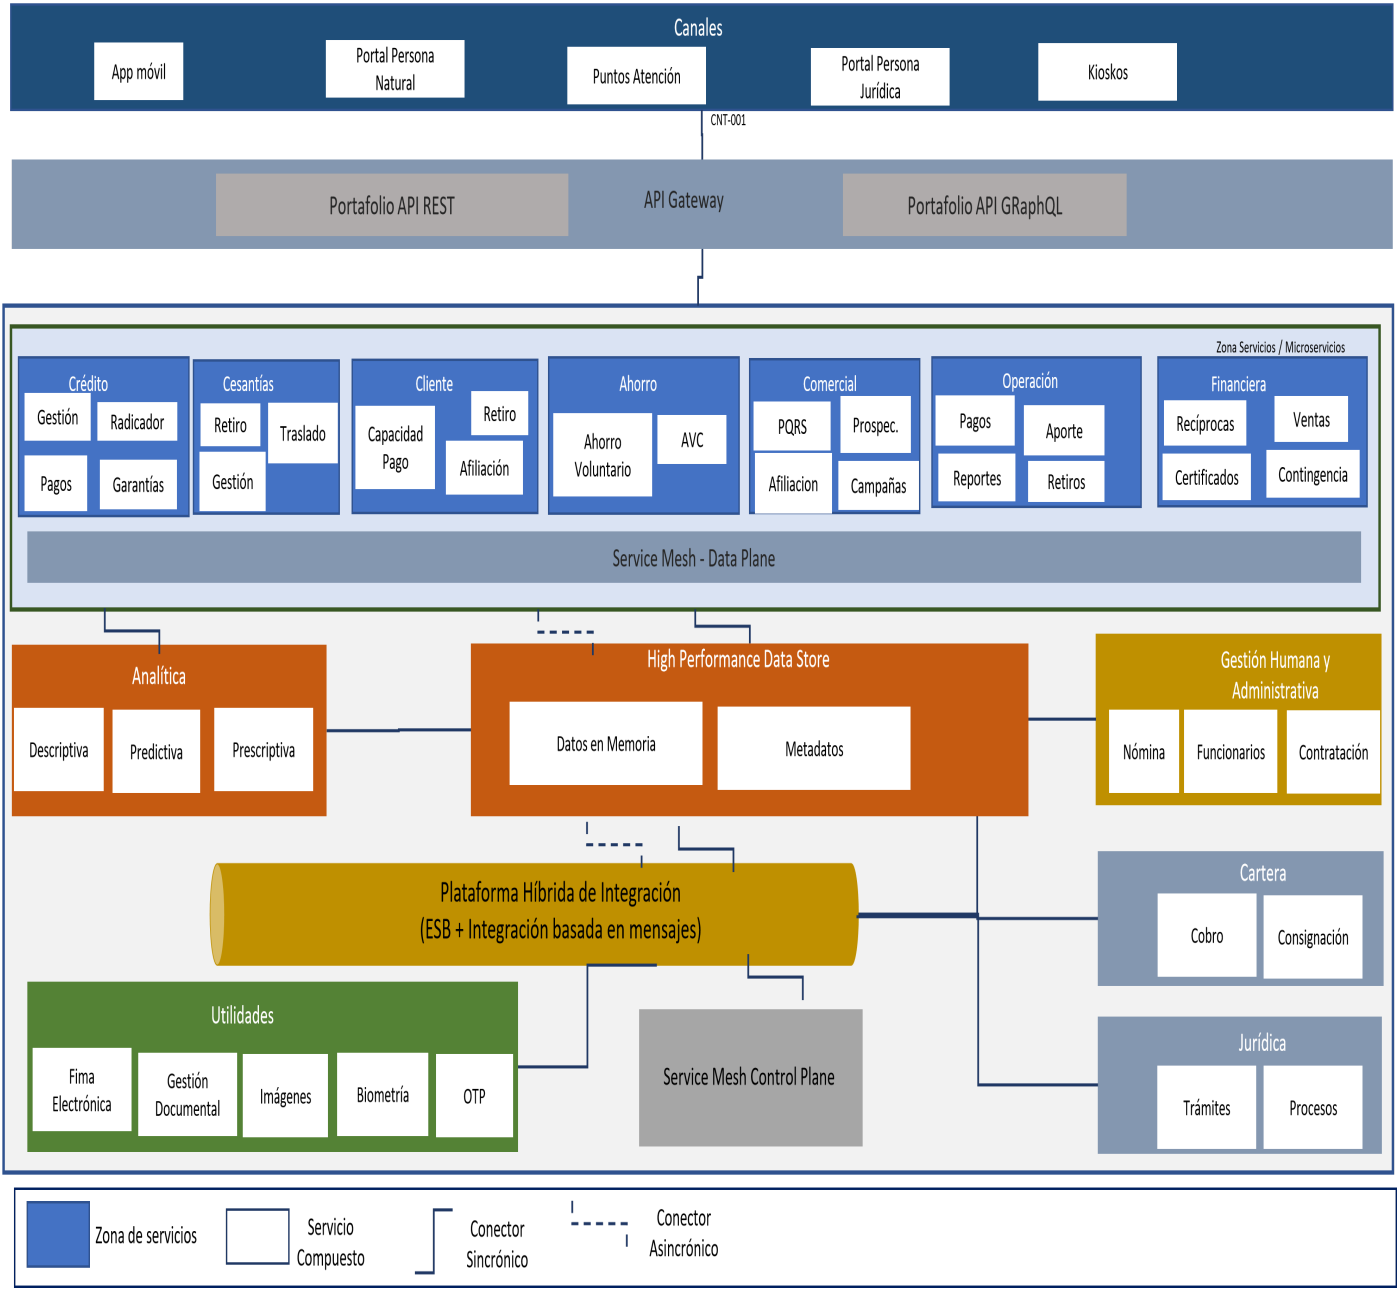 Canales
App móvil
Portal Persona
Natural
Puntos Atención
Portal Persona
Jurídica
Kioskos
CNT-001
Portafolio API REST
API Gateway
Portafolio API GRaphQL
Zona Servicios / Microservicios
Crédito
Gestión
Radicador
Pagos
Garantías
Cesantías
Retiro
Traslado
Gestión
Cliente
Capacidad
Pago
Retiro
Afiliación
Ahorro
Ahorro
Voluntario
AVC
Comercial
PQRS
Prospec.
Afiliacion
Campañas
Operación
Pagos
Aporte
Reportes
Retiros
Financiera
Recíprocas
Ventas
Certificados
Contingencia
Service Mesh - Data Plane
Analítica
Descriptiva
Predictiva
Prescriptiva
High Performance Data Store
Datos en Memoria
Metadatos
Gestión Humana y
Administrativa
Nómina
Funcionarios
Contratación
Plataforma Híbrida de Integración
(ESB + Integración basada en mensajes)
Cartera
Cobro
Consignación
Utilidades
Fima
Electrónica
Gestión
Documental
Imágenes
Biometría
OTP
Service Mesh Control Plane
Jurídica
Trámites
Procesos
Zona de servicios
Servicio
Compuesto
Conector
Sincrónico
Conector
Asincrónico